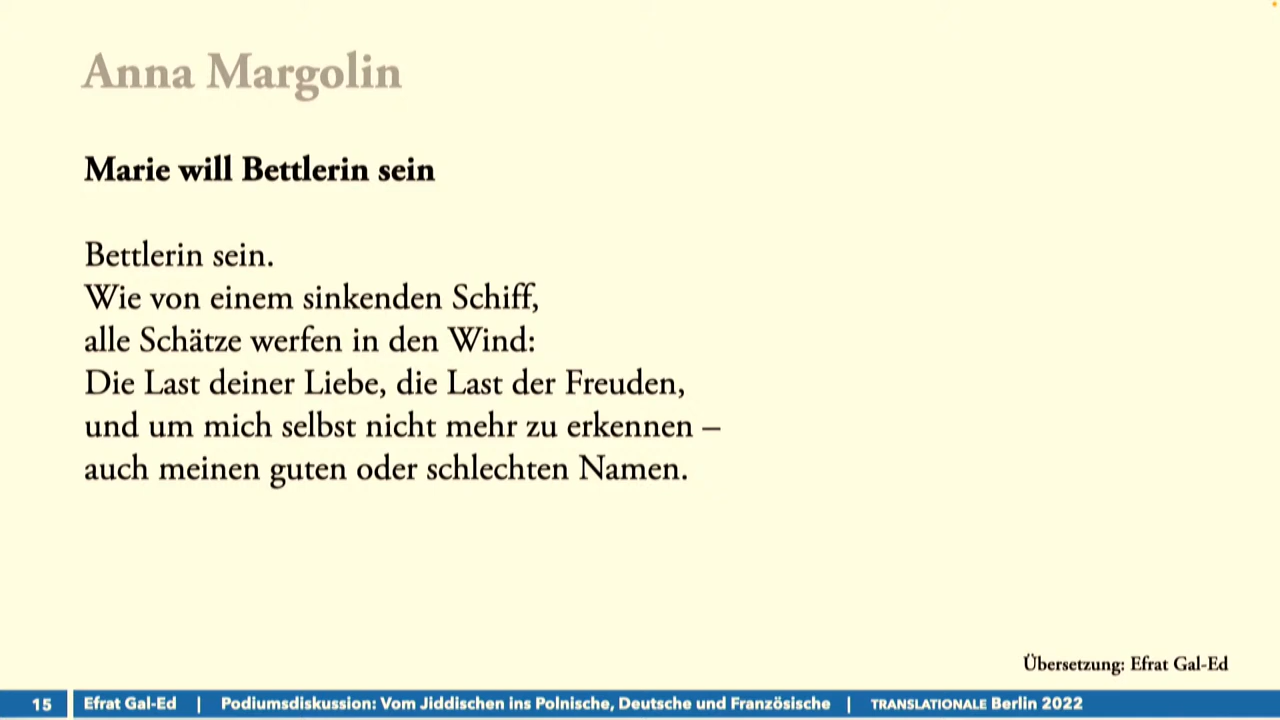 Anna Margolin
Marie will Bettlerin sein
Bettlerin sein.
Wie von einem sinkenden Schiff,
alle Schätze werfen in den Wind:
Die Last deiner Liebe, die Last der Freuden,
und um mich selbst nicht mehr zu erkennen –
auch meinen guten oder schlechten Namen.
Übersetzung: Efrat Gal-Ed
15 Efrat Gal-Ed | Podiumsdiskussion: Vom Jiddischen ins Polnische, Deutsche und Französische | TRANSLATIONALE Berlin 2022